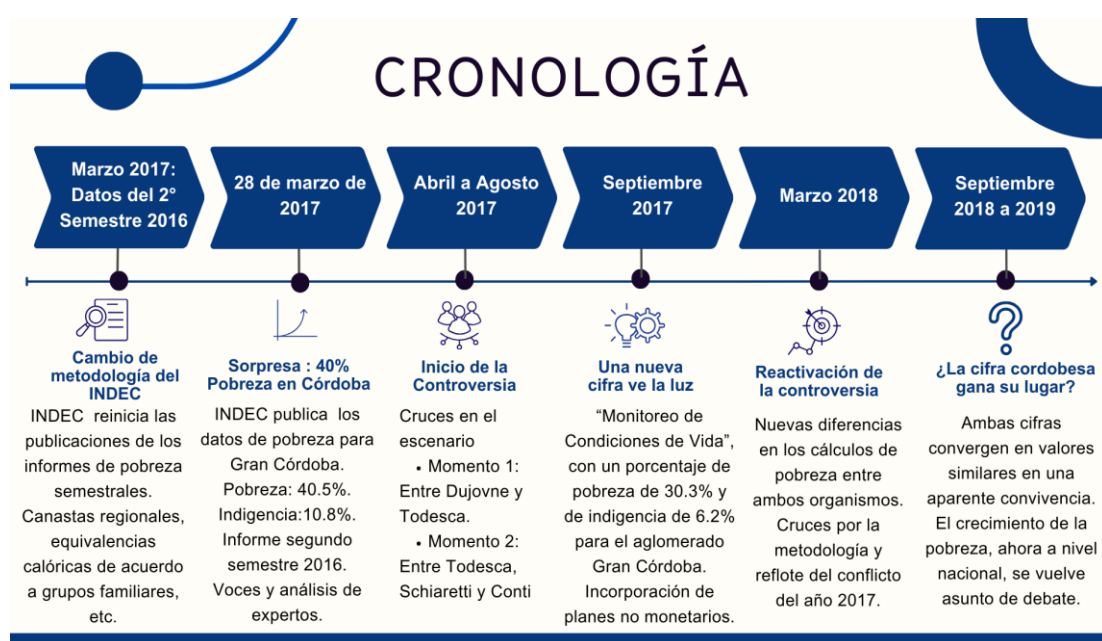 CRONOLOGÍA
Marzo 2017:
Datos del 2°
Semestre 2016
28 de marzo de
2017
Abril a Agosto
2017
Septiembre
2017
Marzo 2018
Septiembre
2018 a 2019
Cambio de
metodología del
INDEC
INDEC reinicia las
publicaciones de los
informes de pobreza
semestrales.
Canastas regionales,
equivalencias
calóricas de acuerdo
a grupos familiares,
etc.
Sorpresa : 40%
Pobreza en Córdoba
INDEC publica los
datos de pobreza para
Gran Córdoba.
Pobreza: 40.5%.
Indigencia:10.8%.
Informe segundo
semestre 2016.
Voces y análisis de
expertos.
Inicio de la
Controversia
Cruces en el
escenario
• Momento 1:
Entre Dujovne y
Todesca.
• Momento 2:
Entre Todesca,
Schiaretti y Conti
Una nueva
cifra ve la luz
“Monitoreo de
Condiciones de Vida”,
con un porcentaje de
pobreza de 30.3% y
de indigencia de 6.2%
para el aglomerado
Gran Córdoba.
Incorporación de
planes no monetarios.
Reactivación de
la controversia
Nuevas diferencias
en los cálculos de
pobreza entre
ambos organismos.
Cruces por la
metodología y
reflote del conflicto
del año 2017.
¿La cifra cordobesa
gana su lugar?
Ambas cifras
convergen en valores
similares en una
aparente convivencia.
El crecimiento de la
pobreza, ahora a nivel
nacional, se vuelve
asunto de debate.